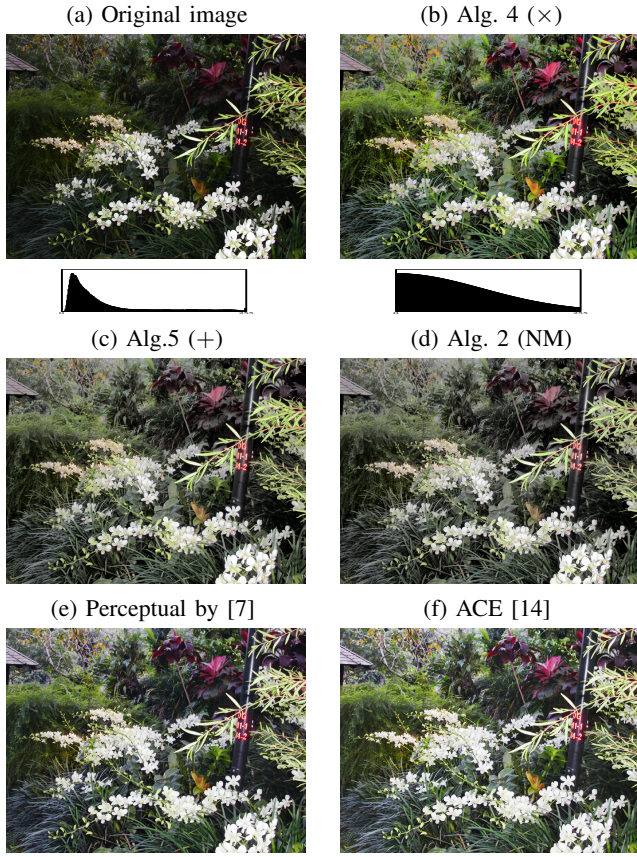 (a) Original image
(b) Alg. 4 (×)
(c) Alg.5 (+)
(d) Alg. 2 (NM)
(e) Perceptual by [7]
(f) ACE [14]